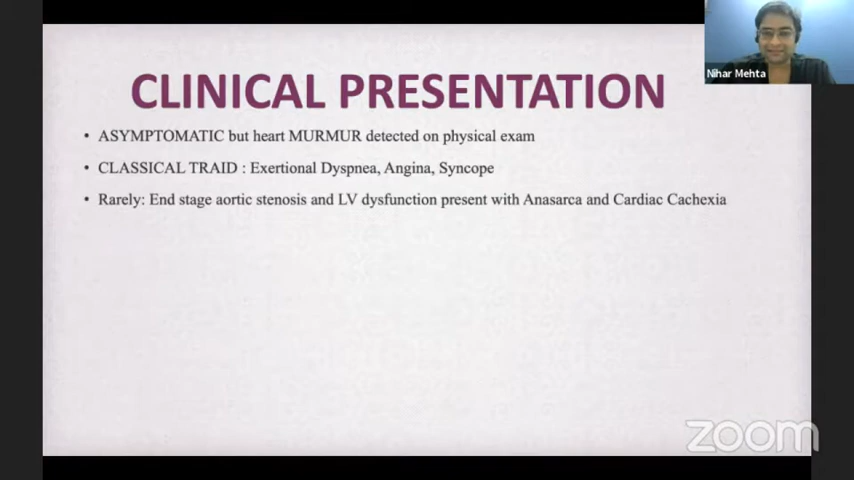 CLINICAL PRESENTATION
Nihar Mehta
• ASYMPTOMATIC but heart MURMUR detected on physical exam
• CLASSICAL TRAID : Exertional Dyspnea, Angina, Syncope
• Rarely: End stage aortic stenosis and LV dysfunction present with Anasarca and Cardiac Cachexia
zoom